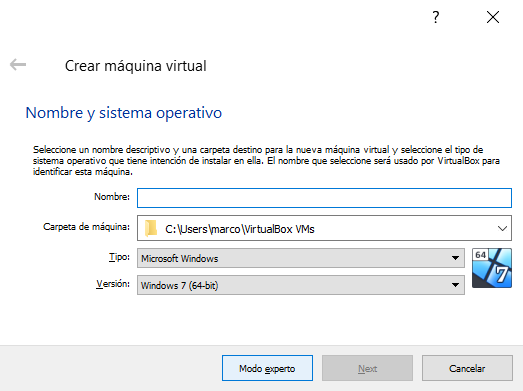 ?
Crear máquina virtual
Nombre y sistema operativo
Seleccione un nombre descriptivo y una carpeta destino para la nueva máquina virtual y seleccione el tipo de
sistema operativo que tiene intención de instalar en ella. El nombre que seleccione será usado por VirtualBox para
identificar esta máquina.
Nombre:
Carpeta de máquina: C:\Users\marco\VirtualBox VMs
Tipo: Microsoft Windows
64
7
Versión: Windows 7 (64-bit)
Modo experto Next Cancelar